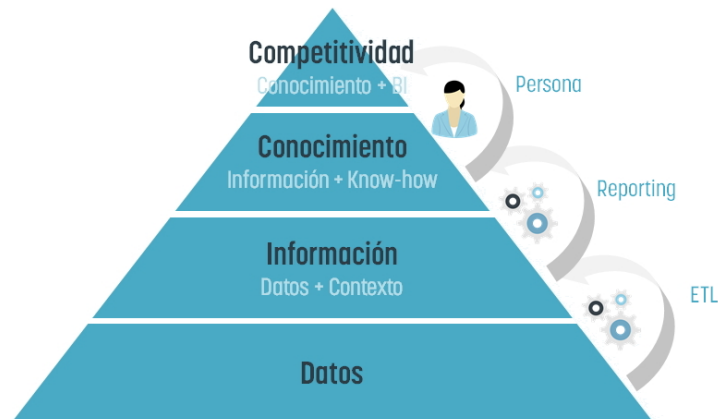 Competitividad
Conocimiento + BI
Persona
Conocimiento
Información + Know-how
Reporting
Información
Datos + Contexto
ETL
Datos